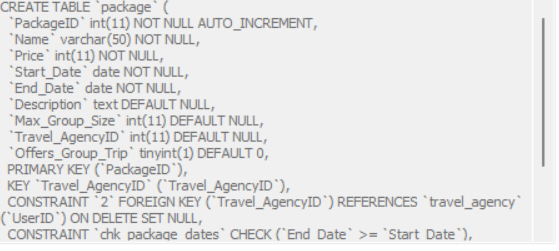 CREATE TABLE `package` (
`PackageID` int(11) NOT NULL AUTO_INCREMENT,
`Name` varchar(50) NOT NULL,
`Price` int(11) NOT NULL,
`Start_Date` date NOT NULL,
`End_Date` date NOT NULL,
`Description` text DEFAULT NULL,
`Max_Group_Size` int(11) DEFAULT NULL,
`Travel_AgencyID` int(11) DEFAULT NULL,
`Offers_Group_Trip` tinyint(1) DEFAULT 0,
PRIMARY KEY (`PackageID`),
KEY `Travel_AgencyID` (`Travel_AgencyID`),
CONSTRAINT `2` FOREIGN KEY (`Travel_AgencyID`) REFERENCES `travel_agency`
(`UserID`) ON DELETE SET NULL,
CONSTRAINT `chk_package_dates` CHECK (`End_Date` >= `Start_Date`),